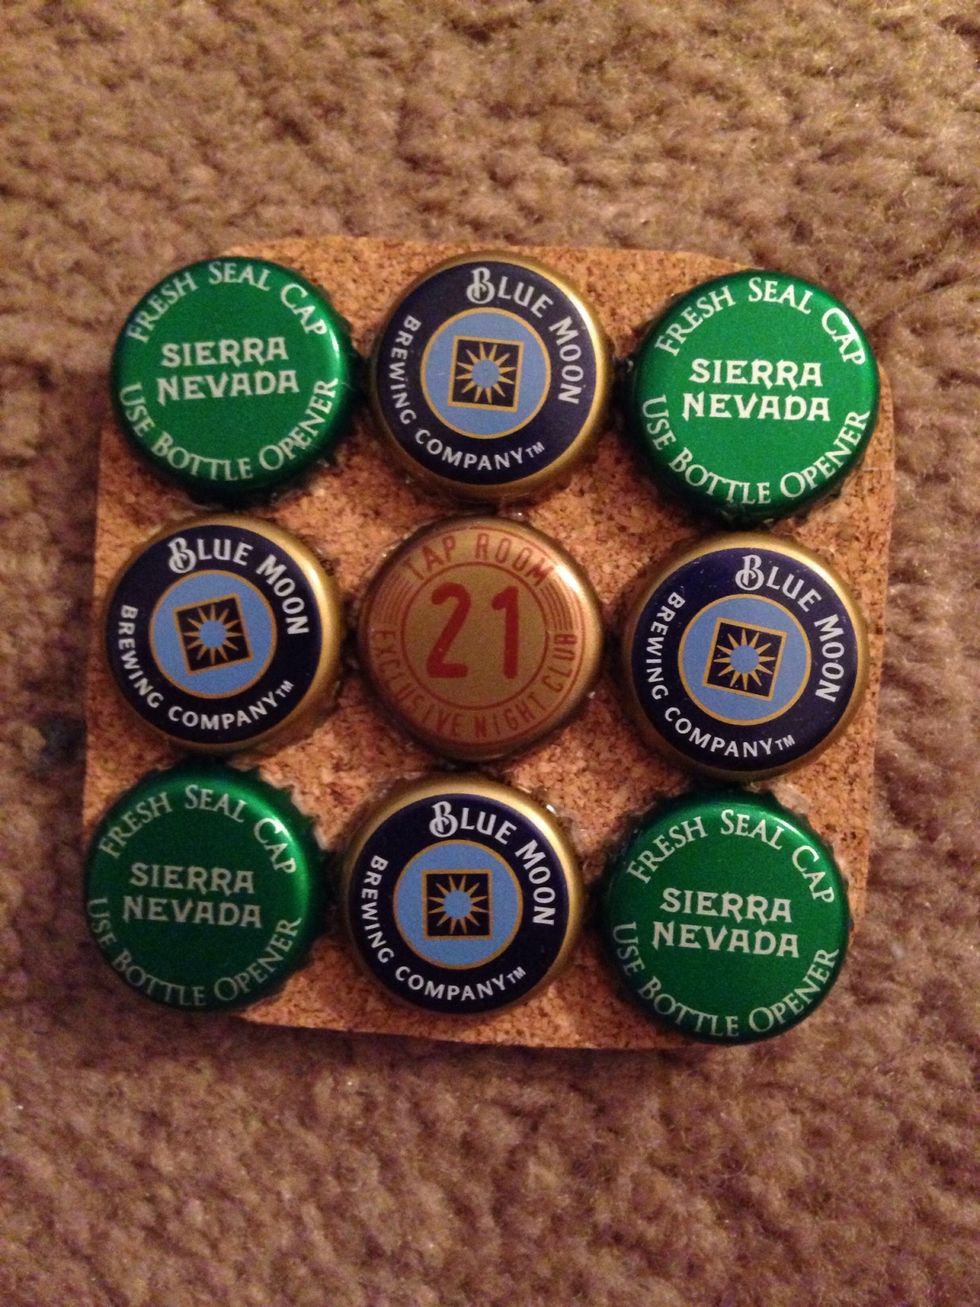 FRESH SEAL CAP
SIERRA
NEVADA
USE BOTTLE OPENER
BLUE MOON
BREWING COMPANY™
FRESH SEAL CAP
SIERRA
NEVADA
USE BOTTLE OPENER
BLUE MOON
BREWING COMPANY™
TAP ROOM
21
NIGHT CLUB
BLUE MOON
BREWING COMPANY™
FRESH SEAL CAP
SIERRA
NEVADA
USE BOTTLE OPENER
BLUE MOON
BREWING COMPANY™
FRESH SEAL CAP
SIERRA
NEVADA
USE BOTTLE OPENER